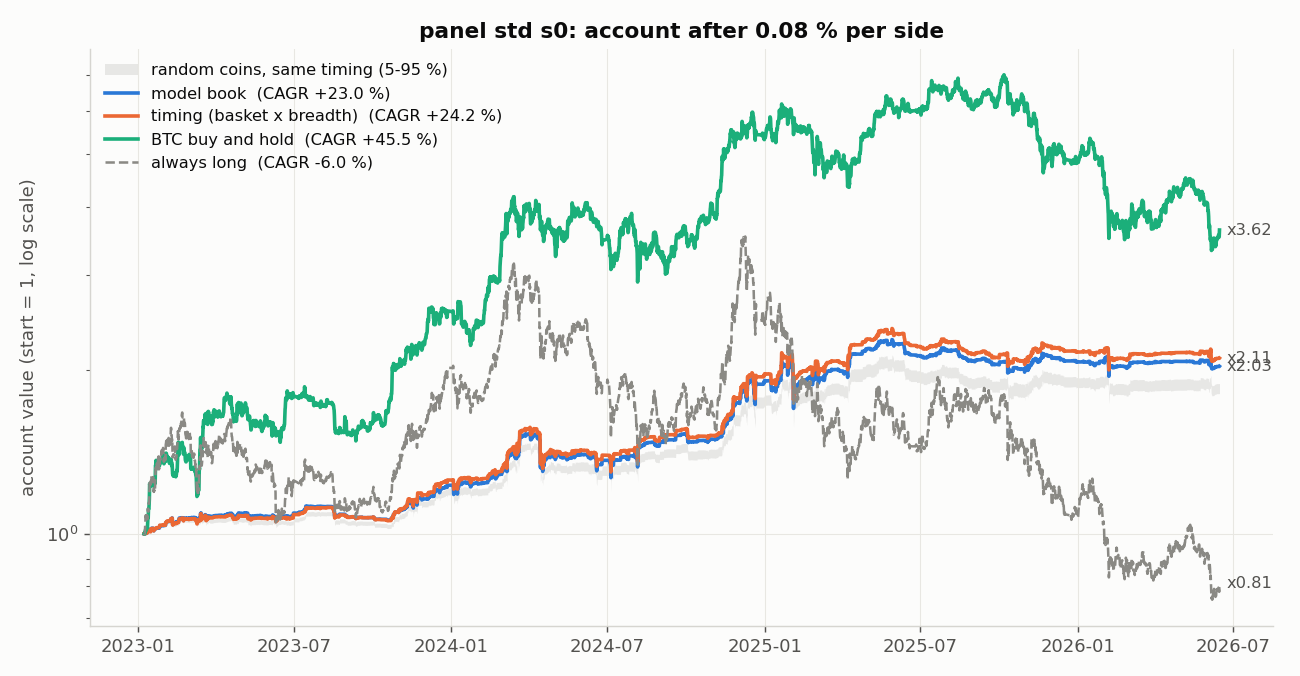 panel std s0: account after 0.08 % per side
random coins, same timing (5-95 %)
model book  (CAGR +23.0 %)
timing (basket x breadth)  (CAGR +24.2 %)
BTC buy and hold  (CAGR +45.5 %)
always long  (CAGR -6.0 %)
account value (start = 1, log scale)
10⁰
x3.62
x2.11
x2.03
x0.81
2023-01
2023-07
2024-01
2024-07
2025-01
2025-07
2026-01
2026-07